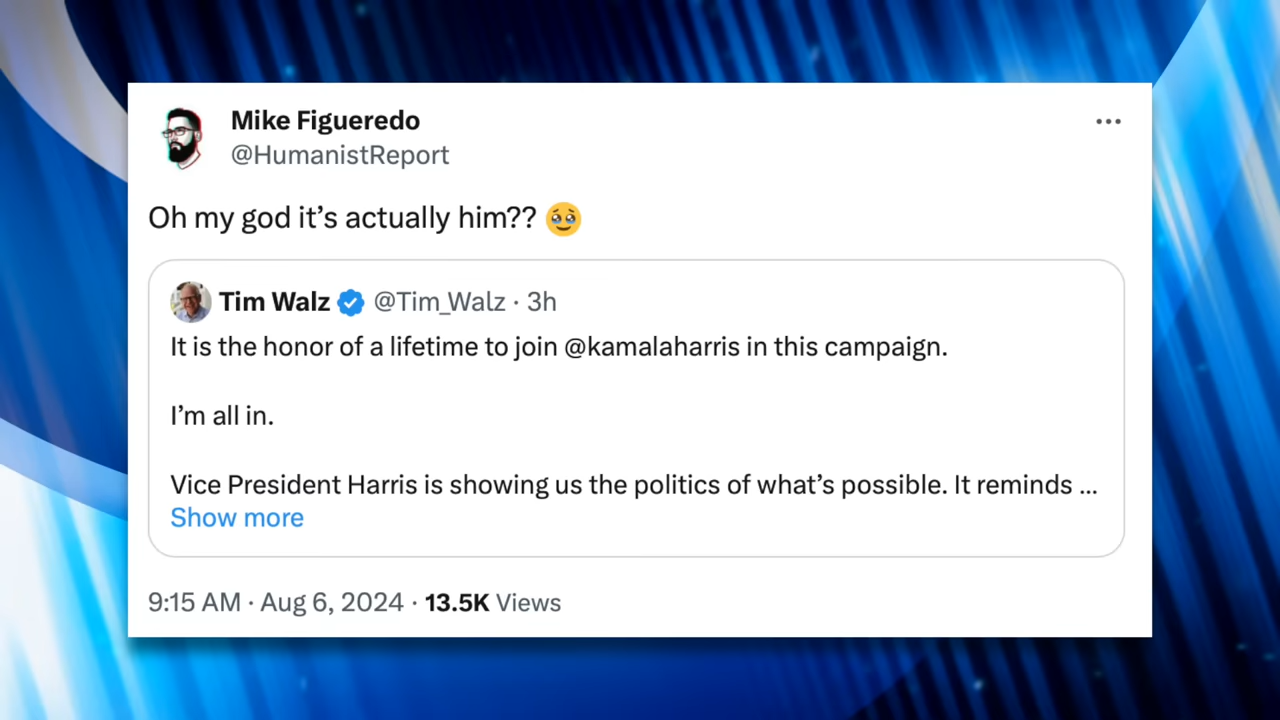 Mike Figueredo
@HumanistReport
Oh my god it’s actually him?? 🥹
Tim Walz @Tim_Walz · 3h
It is the honor of a lifetime to join @kamalaharris in this campaign.
I’m all in.
Vice President Harris is showing us the politics of what’s possible. It reminds ...
Show more
9:15 AM · Aug 6, 2024 · 13.5K Views